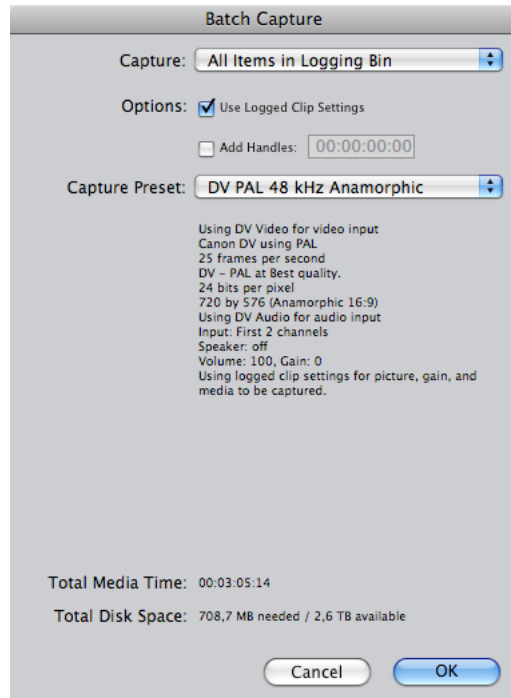 Batch Capture
Capture: All Items in Logging Bin
Options: Use Logged Clip Settings
Add Handles: 00:00:00:00
Capture Preset: DV PAL 48 kHz Anamorphic
Using DV Video for video input
Canon DV using PAL
25 frames per second
DV – PAL at Best quality.
24 bits per pixel
720 by 576 (Anamorphic 16:9)
Using DV Audio for audio input
Input: First 2 channels
Speaker: off
Volume: 100, Gain: 0
Using logged clip settings for picture, gain, and
media to be captured.
Total Media Time: 00:03:05:14
Total Disk Space: 708,7 MB needed / 2,6 TB available
Cancel OK